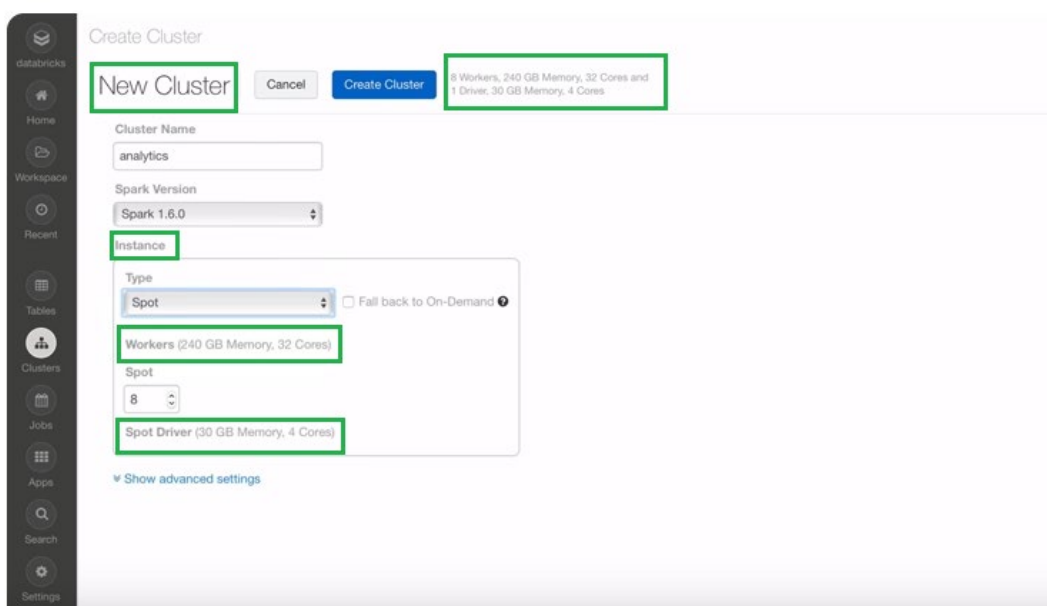 databricks
Home
Workspace
Recent
Tables
Clusters
Jobs
Apps
Search
Settings
Create Cluster
New Cluster
Cancel
Create Cluster
8 Workers, 240 GB Memory, 32 Cores and
1 Driver, 30 GB Memory, 4 Cores
Cluster Name
analytics
Spark Version
Spark 1.6.0
Instance
Type
Spot
Fall back to On-Demand ?
Workers (240 GB Memory, 32 Cores)
Spot
8
Spot Driver (30 GB Memory, 4 Cores)
Show advanced settings